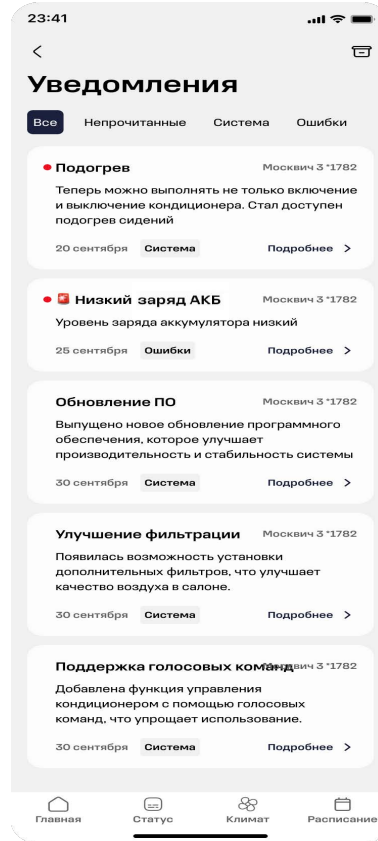 23:41
Уведомления
Все Непрочитанные Система Ошибки
Подогрев Москвич 3 *1782
Теперь можно выполнять не только включение
и выключение кондиционера. Стал доступен
подогрев сидений
20 сентября Система Подробнее >
Низкий заряд АКБ Москвич 3 *1782
Уровень заряда аккумулятора низкий
25 сентября Ошибки Подробнее >
Обновление ПО Москвич 3 *1782
Выпущено новое обновление программного
обеспечения, которое улучшает
производительность и стабильность системы
30 сентября Система Подробнее >
Улучшение фильтрации Москвич 3 *1782
Появилась возможность установки
дополнительных фильтров, что улучшает
качество воздуха в салоне.
30 сентября Система Подробнее >
Поддержка голосовых команд Москвич 3 *1782
Добавлена функция управления
кондиционером с помощью голосовых
команд, что упрощает использование.
30 сентября Система Подробнее >
Главная Статус Климат Расписание